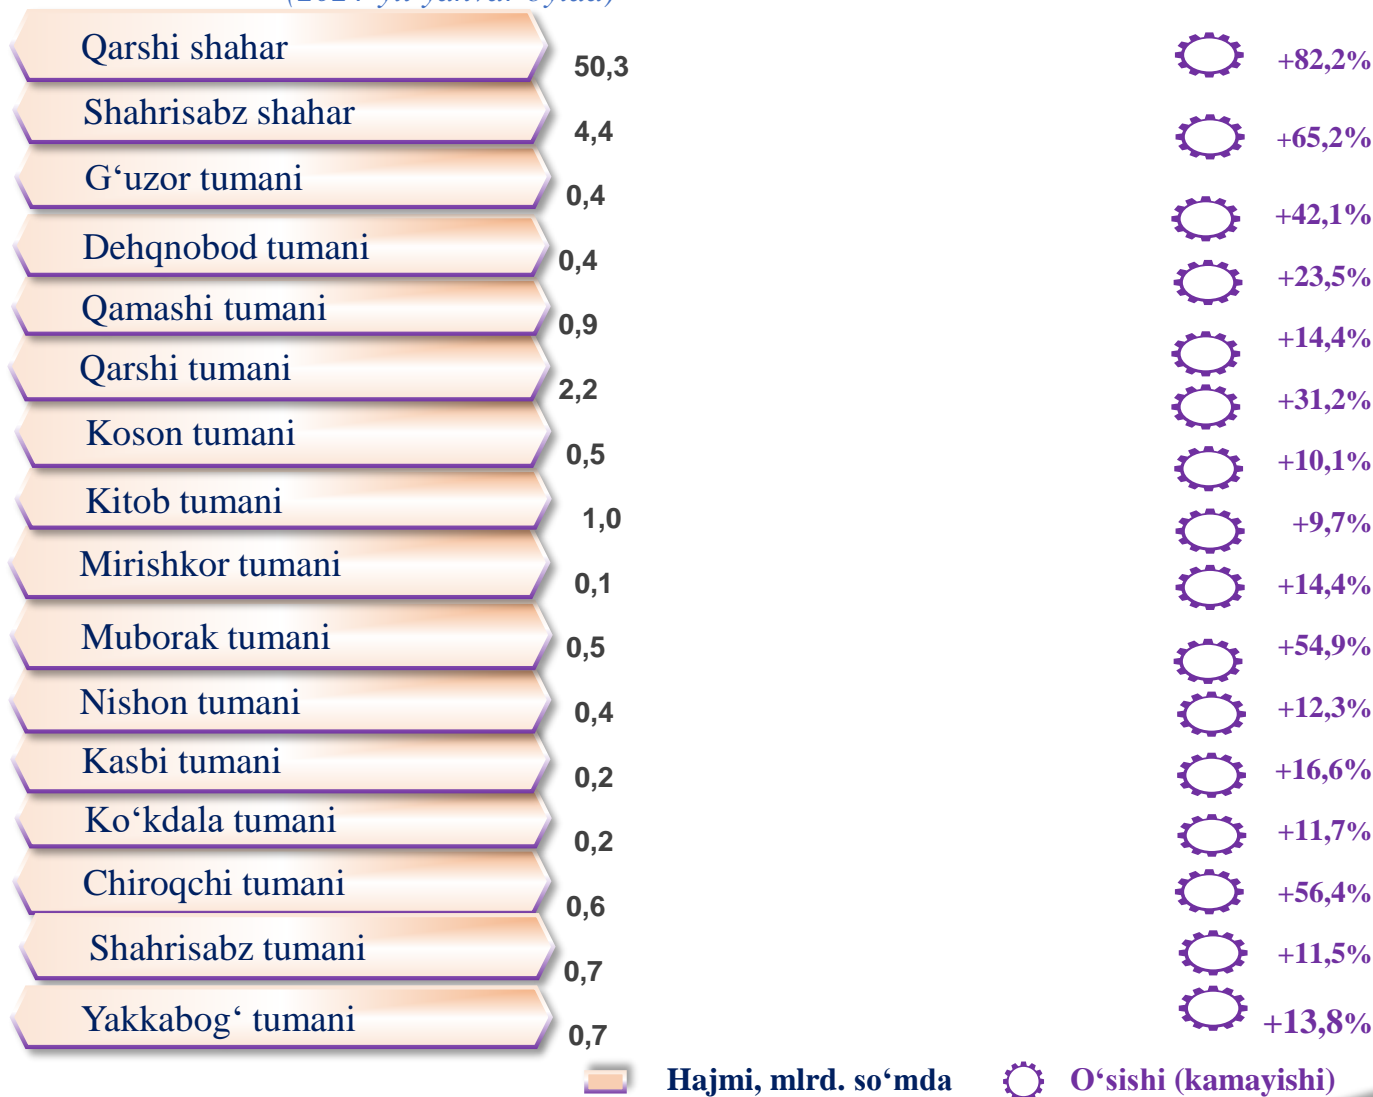 Qarshi shahar 50,3 +82,2%
Shahrisabz shahar 4,4 +65,2%
G‘uzor tumani 0,4 +42,1%
Dehqnobod tumani 0,4 +23,5%
Qamashi tumani 0,9 +14,4%
Qarshi tumani 2,2 +31,2%
Koson tumani 0,5 +10,1%
Kitob tumani 1,0 +9,7%
Mirishkor tumani 0,1 +14,4%
Muborak tumani 0,5 +54,9%
Nishon tumani 0,4 +12,3%
Kasbi tumani 0,2 +16,6%
Ko‘kdala tumani 0,2 +11,7%
Chiroqchi tumani 0,6 +56,4%
Shahrisabz tumani 0,7 +11,5%
Yakkabog‘ tumani 0,7 +13,8%
Hajmi, mlrd. so‘mda O‘sishi (kamayishi)